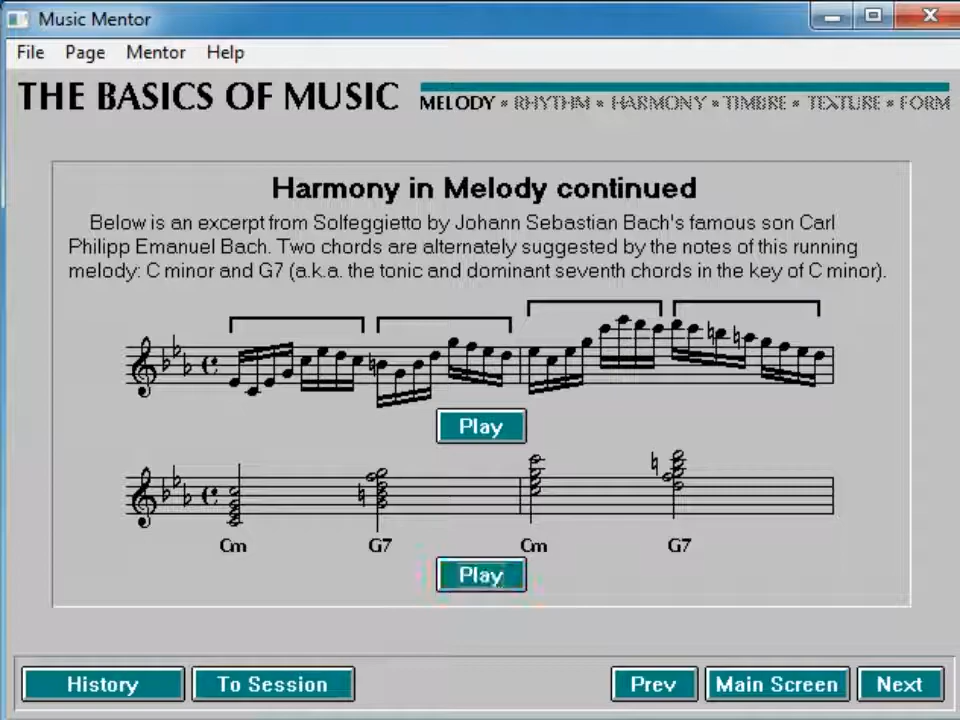 Music Mentor
File Page Mentor Help
THE BASICS OF MUSIC
MELODY • RHYTHM • HARMONY • TIMBRE • TEXTURE • FORM
Harmony in Melody continued
Below is an excerpt from Solfeggietto by Johann Sebastian Bach's famous son Carl
Philipp Emanuel Bach. Two chords are alternately suggested by the notes of this running
melody: C minor and G7 (a.k.a. the tonic and dominant seventh chords in the key of C minor).
Play
Cm G7 Cm G7
Play
History To Session Prev Main Screen Next